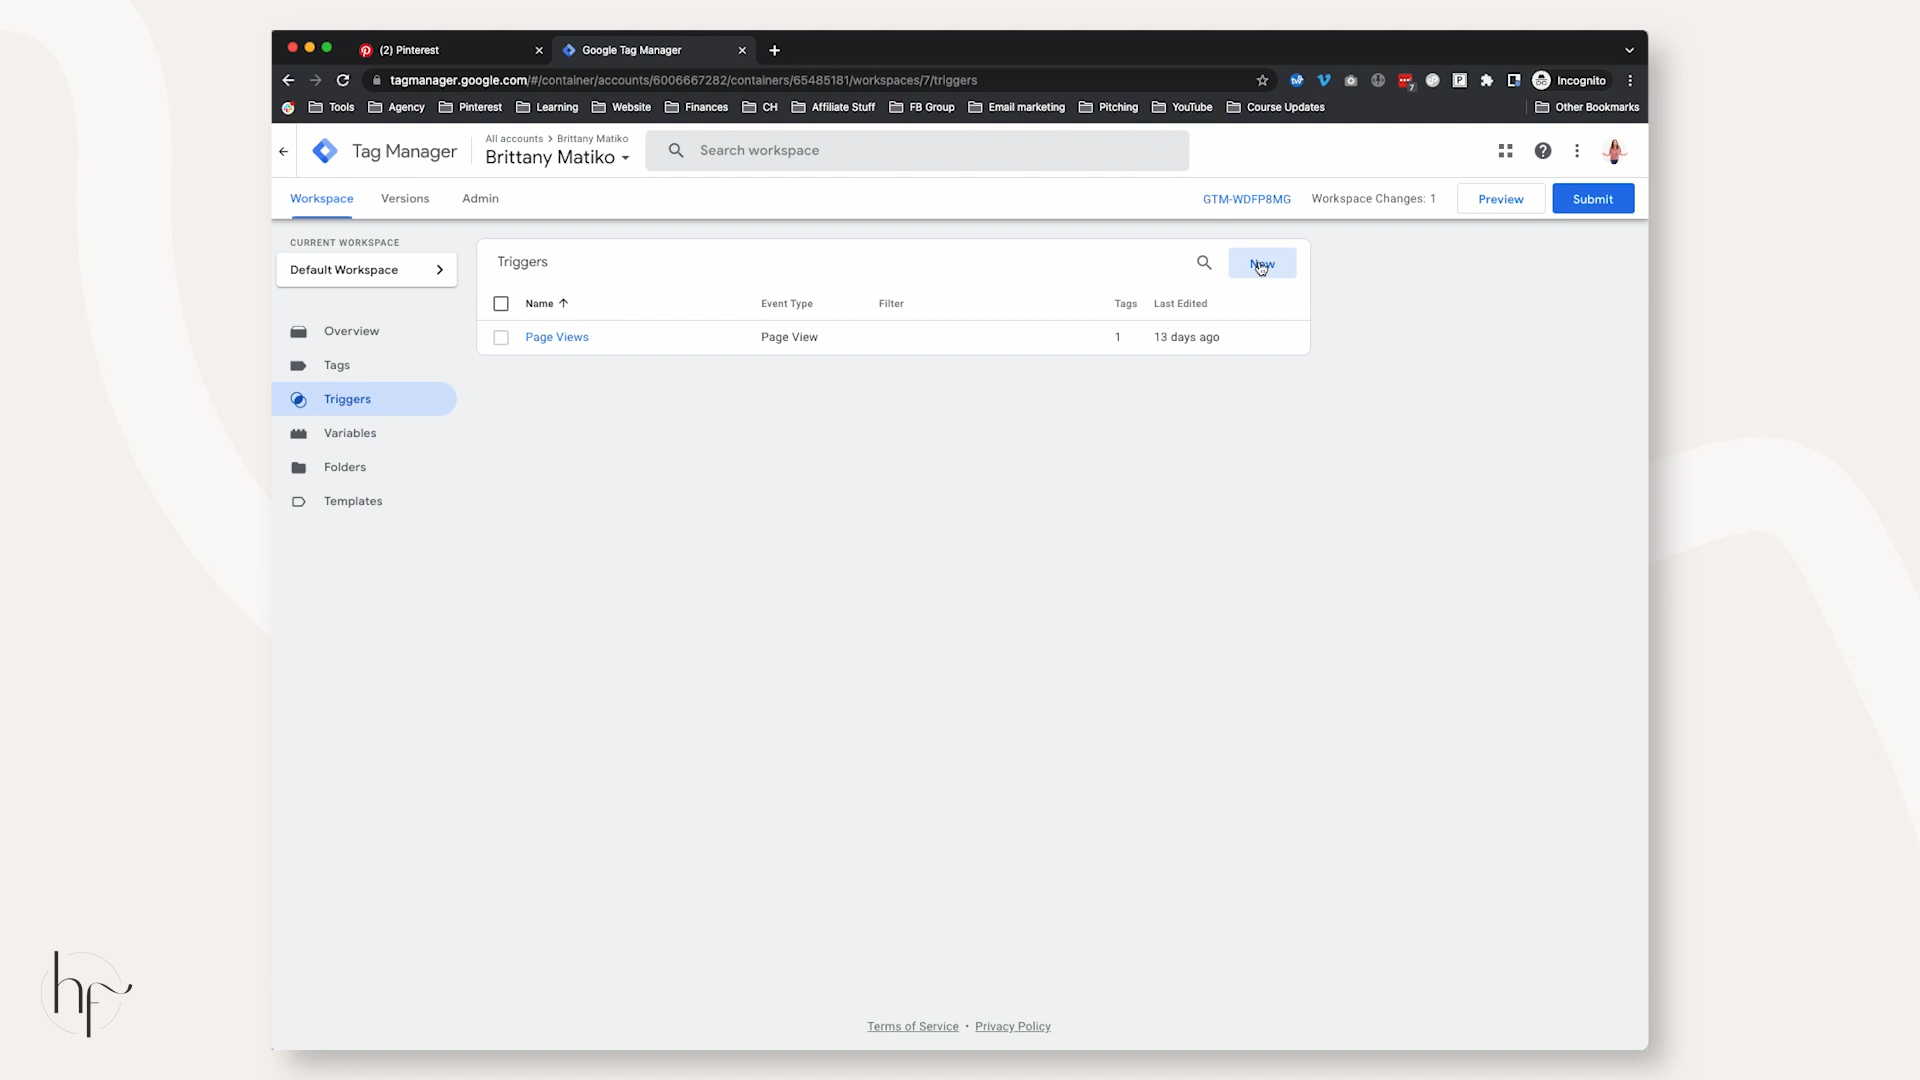 (2) Pinterest
Google Tag Manager
tagmanager.google.com/#/container/accounts/6006667282/containers/65485181/workspaces/7/triggers
7
P
Incognito
Tools
Agency
Pinterest
Learning
Website
Finances
CH
Affiliate Stuff
FB Group
Email marketing
Pitching
YouTube
Course Updates
Other Bookmarks
Tag Manager
All accounts > Brittany Matiko
Brittany Matiko
Search workspace
Workspace
Versions
Admin
GTM-WDFP8MG
Workspace Changes: 1
Preview
Submit
CURRENT WORKSPACE
Default Workspace
Overview
Tags
Triggers
Variables
Folders
Templates
Triggers
New
Name
Event Type
Filter
Tags
Last Edited
Page Views
Page View
1
13 days ago
hf
Terms of Service • Privacy Policy